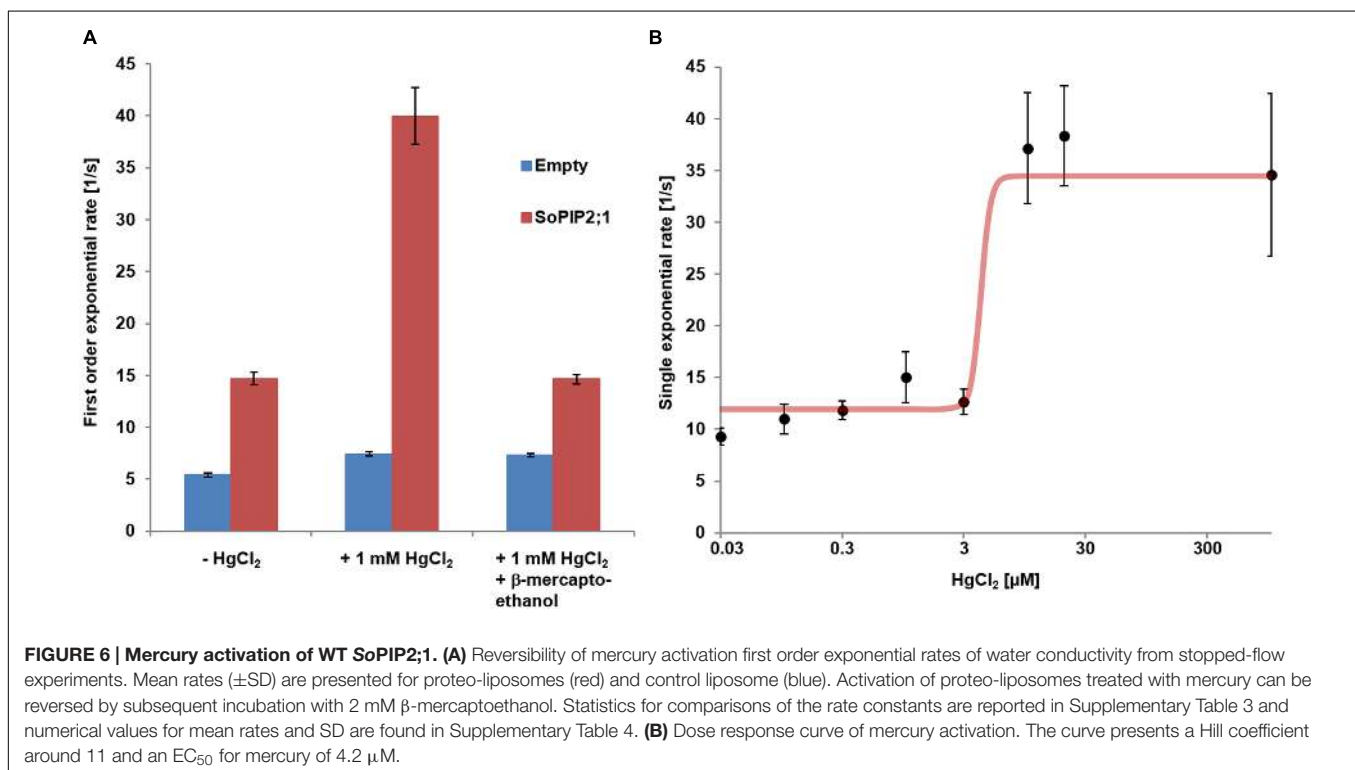 A
45
40
35
30
25
20
15
10
5
0
First order exponential rate [1/s]
Empty
SoPIP2;1
- HgCl₂
+ 1 mM HgCl₂
+ 1 mM HgCl₂
+ β-mercapto-
ethanol
B
45
40
35
30
25
20
15
10
5
0
Single exponential rate [1/s]
0.03 0.3 3 30 300
HgCl₂ [µM]
FIGURE 6 | Mercury activation of WT SoPIP2;1. (A) Reversibility of mercury activation first order exponential rates of water conductivity from stopped-flow
experiments. Mean rates (±SD) are presented for proteo-liposomes (red) and control liposome (blue). Activation of proteo-liposomes treated with mercury can be
reversed by subsequent incubation with 2 mM β-mercaptoethanol. Statistics for comparisons of the rate constants are reported in Supplementary Table 3 and
numerical values for mean rates and SD are found in Supplementary Table 4. (B) Dose response curve of mercury activation. The curve presents a Hill coefficient
around 11 and an EC₅₀ for mercury of 4.2 µM.